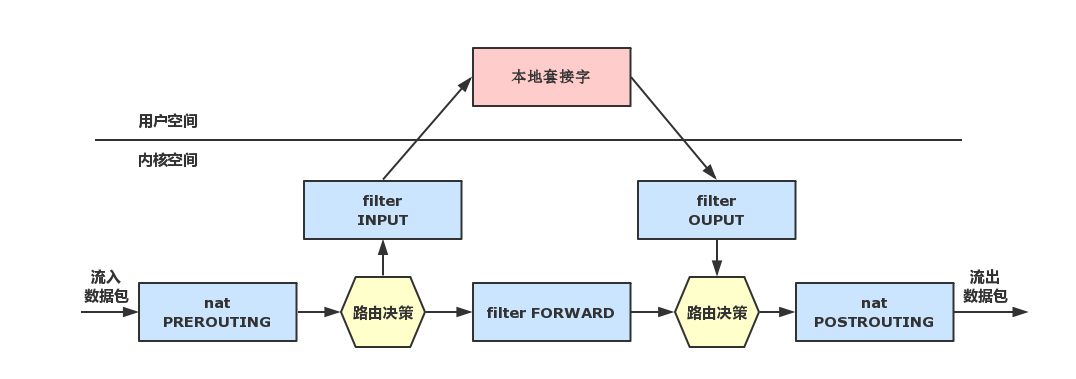 本地套接字
用户空间
内核空间
filter
INPUT
filter
OUPUT
流入
数据包
nat
PREROUTING
路由决策
filter FORWARD
路由决策
nat
POSTROUTING
流出
数据包